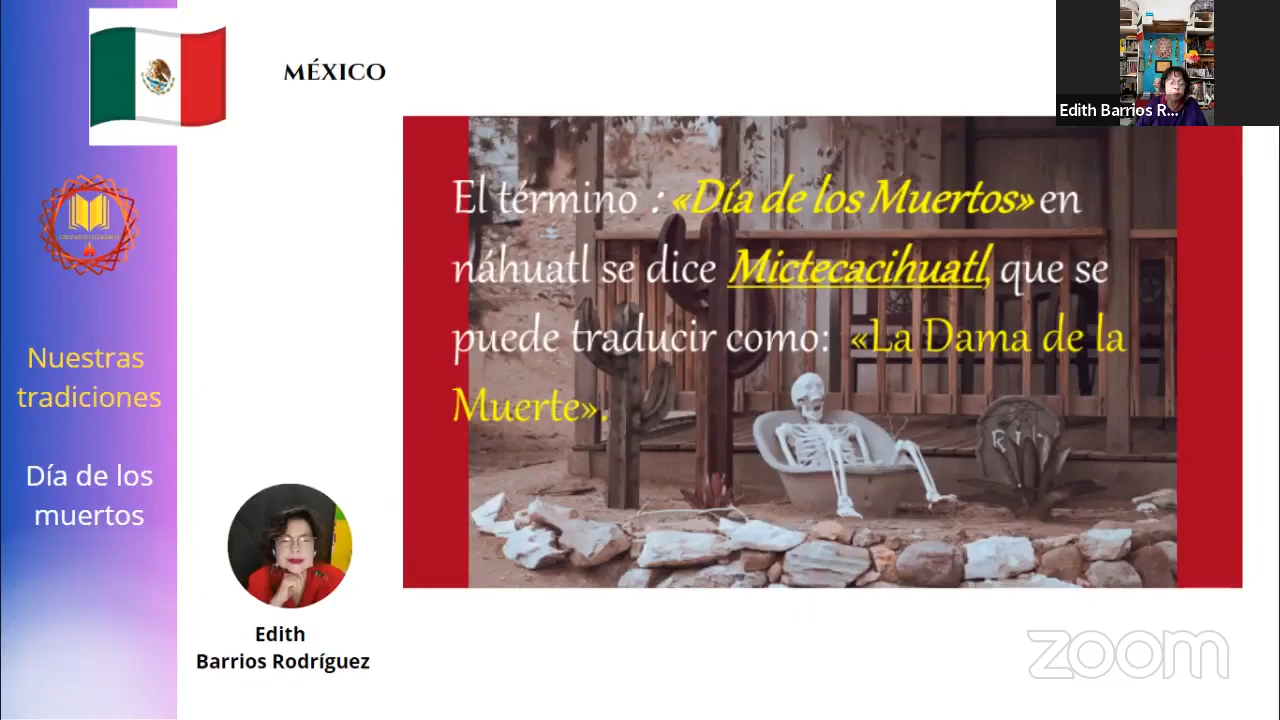 MÉXICO
Edith Barrios R...
El término : «Día de los Muertos» en
náhuatl se dice Mictecacihuatl, que se
puede traducir como: «La Dama de la
Muerte».
RIP
Nuestras
tradiciones
Día de los
muertos
Edith
Barrios Rodríguez
zoom